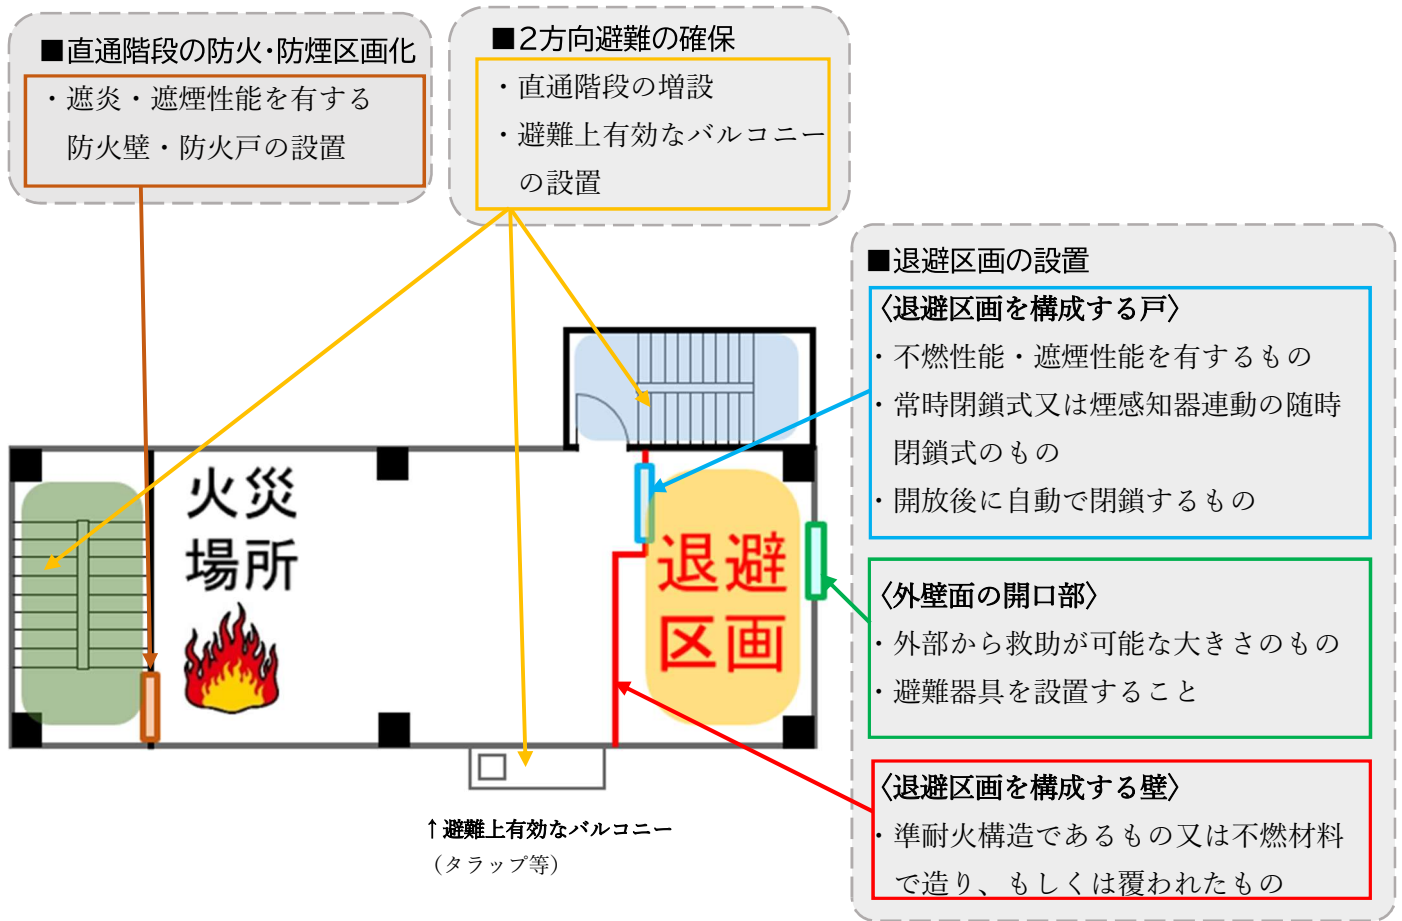 ■直通階段の防火・防煙区画化
・遮炎・遮煙性能を有する
防火壁・防火戸の設置
■2方向避難の確保
・直通階段の増設
・避難上有効なバルコニー
の設置
■退避区画の設置
〈退避区画を構成する戸〉
・不燃性能・遮煙性能を有するもの
・常時閉鎖式又は煙感知器連動の随時
閉鎖式のもの
・開放後に自動で閉鎖するもの
〈外壁面の開口部〉
・外部から救助が可能な大きさのもの
・避難器具を設置すること
〈退避区画を構成する壁〉
・準耐火構造であるもの又は不燃材料
で造り、もしくは覆われたもの
火災
場所
退避
区画
↑避難上有効なバルコニー
（タラップ等）